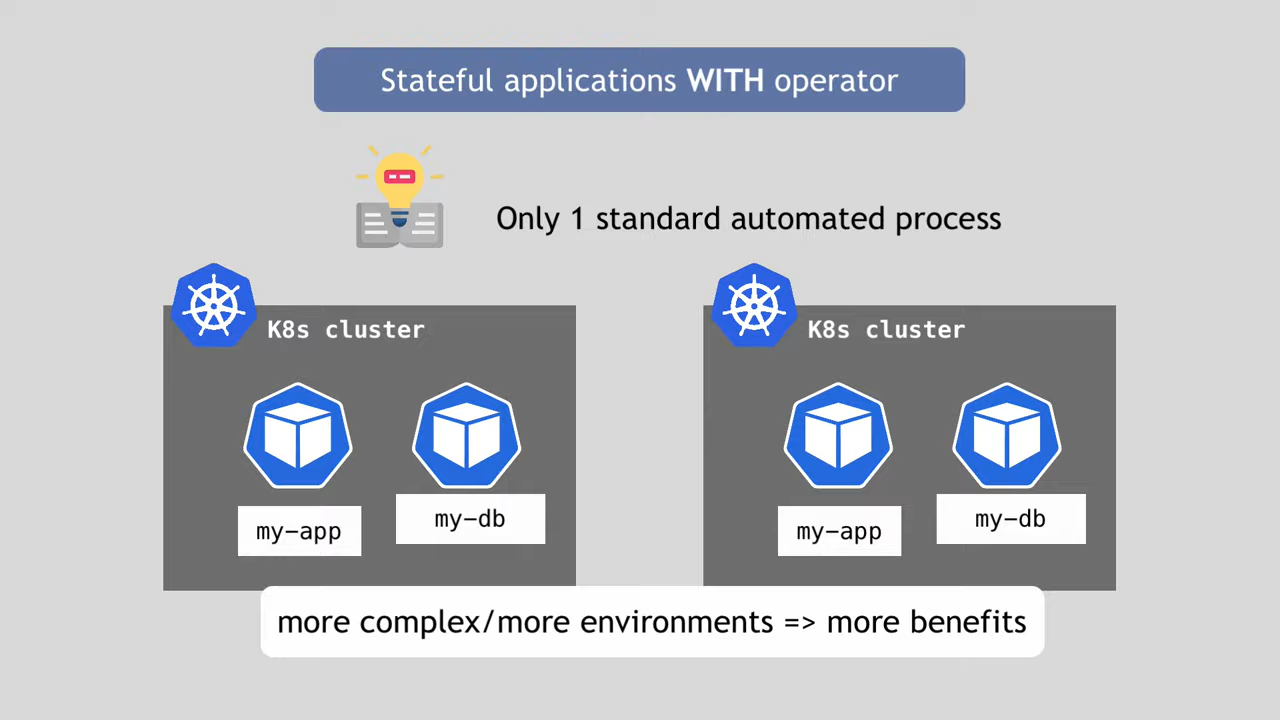 Stateful applications WITH operator
Only 1 standard automated process
K8s cluster
my-app
my-db
K8s cluster
my-app
my-db
more complex/more environments => more benefits